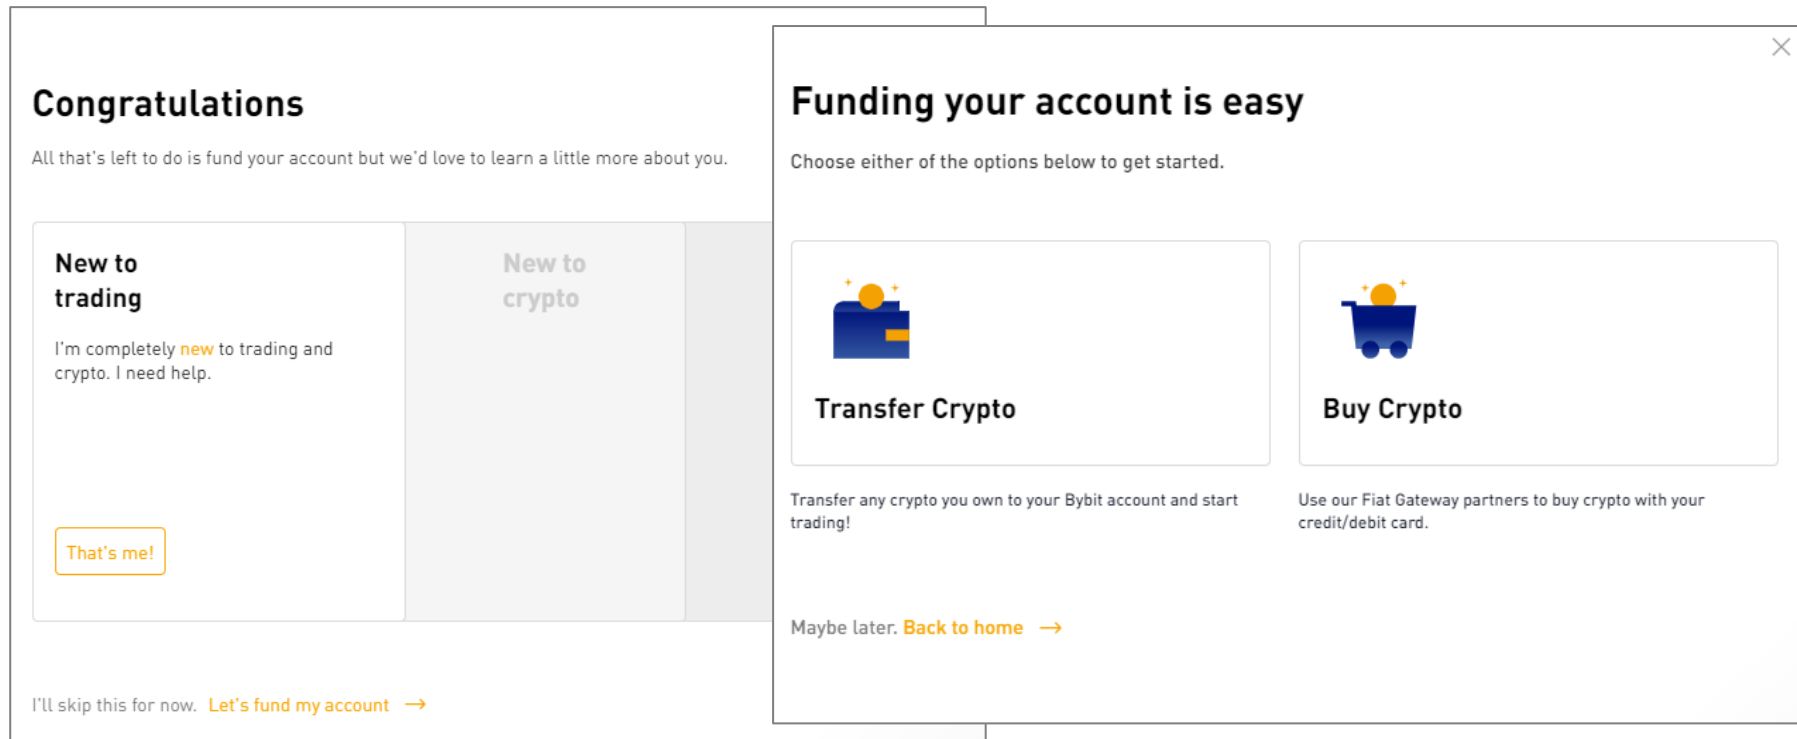 Congratulations
All that's left to do is fund your account but we'd love to learn a little more about you.
New to
trading
I'm completely new to trading and
crypto. I need help.
That's me!
New to
crypto
I'll skip this for now. Let's fund my account
Funding your account is easy
Choose either of the options below to get started.
Transfer Crypto
Transfer any crypto you own to your Bybit account and start
trading!
Buy Crypto
Use our Fiat Gateway partners to buy crypto with your
credit/debit card.
Maybe later. Back to home